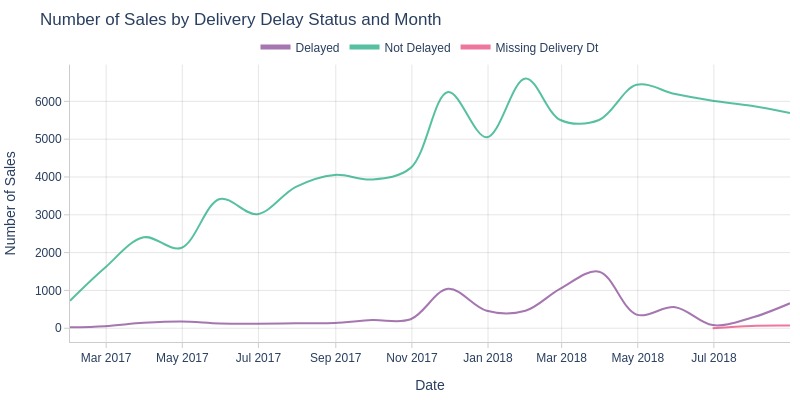 Number of Sales by Delivery Delay Status and Month
Delayed Not Delayed Missing Delivery Dt
Number of Sales
6000
5000
4000
3000
2000
1000
0
Mar 2017 May 2017 Jul 2017 Sep 2017 Nov 2017 Jan 2018 Mar 2018 May 2018 Jul 2018
Date